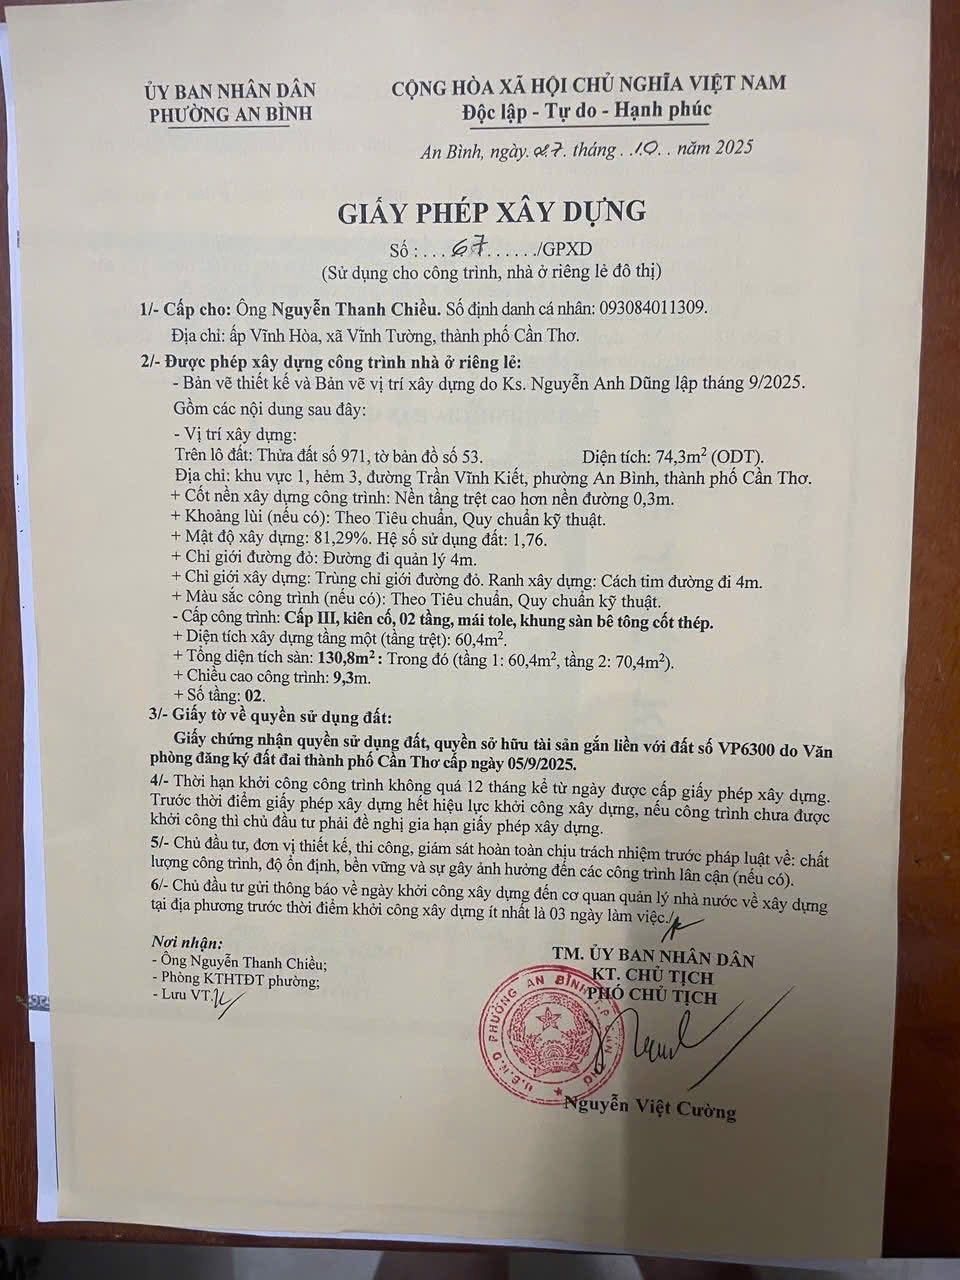 ỦY BAN NHÂN DÂN
PHƯỜNG AN BÌNH
CỘNG HÒA XÃ HỘI CHỦ NGHĨA VIỆT NAM
Độc lập - Tự do - Hạnh phúc
An Bình, ngày. 27. tháng . .10. . năm 2025
GIẤY PHÉP XÂY DỰNG
Số : . . . 67 . . . . . ./GPXD
(Sử dụng cho công trình, nhà ở riêng lẻ đô thị)
1/- Cấp cho: Ông Nguyễn Thanh Chiều. Số định danh cá nhân: 093084011309.
Địa chỉ: ấp Vĩnh Hòa, xã Vĩnh Tường, thành phố Cần Thơ.
2/- Được phép xây dựng công trình nhà ở riêng lẻ:
- Bản vẽ thiết kế và Bản vẽ vị trí xây dựng do Ks. Nguyễn Anh Dũng lập tháng 9/2025.
Gồm các nội dung sau đây:
- Vị trí xây dựng:
Trên lô đất: Thửa đất số 971, tờ bản đồ số 53. Diện tích: 74,3m² (ODT).
Địa chỉ: khu vực 1, hẻm 3, đường Trần Vĩnh Kiết, phường An Bình, thành phố Cần Thơ.
+ Cốt nền xây dựng công trình: Nền tầng trệt cao hơn nền đường 0,3m.
+ Khoảng lùi (nếu có): Theo Tiêu chuẩn, Quy chuẩn kỹ thuật.
+ Mật độ xây dựng: 81,29%. Hệ số sử dụng đất: 1,76.
+ Chỉ giới đường đỏ: Đường đi quản lý 4m.
+ Chỉ giới xây dựng: Trùng chỉ giới đường đỏ. Ranh xây dựng: Cách tim đường đi 4m.
+ Màu sắc công trình (nếu có): Theo Tiêu chuẩn, Quy chuẩn kỹ thuật.
- Cấp công trình: Cấp III, kiên cố, 02 tầng, mái tole, khung sàn bê tông cốt thép.
+ Diện tích xây dựng tầng một (tầng trệt): 60,4m².
+ Tổng diện tích sàn: 130,8m² : Trong đó (tầng 1: 60,4m², tầng 2: 70,4m²).
+ Chiều cao công trình: 9,3m.
+ Số tầng: 02.
3/- Giấy tờ về quyền sử dụng đất:
Giấy chứng nhận quyền sử dụng đất, quyền sở hữu tài sản gắn liền với đất số VP6300 do Văn
phòng đăng ký đất đai thành phố Cần Thơ cấp ngày 05/9/2025.
4/- Thời hạn khởi công công trình không quá 12 tháng kể từ ngày được cấp giấy phép xây dựng.
Trước thời điểm giấy phép xây dựng hết hiệu lực khởi công xây dựng, nếu công trình chưa được
khởi công thì chủ đầu tư phải đề nghị gia hạn giấy phép xây dựng.
5/- Chủ đầu tư, đơn vị thiết kế, thi công, giám sát hoàn toàn chịu trách nhiệm trước pháp luật về: chất
lượng công trình, độ ổn định, bền vững và sự gây ảnh hưởng đến các công trình lân cận (nếu có).
6/- Chủ đầu tư gửi thông báo về ngày khởi công xây dựng đến cơ quan quản lý nhà nước về xây dựng
tại địa phương trước thời điểm khởi công xây dựng ít nhất là 03 ngày làm việc./.
Nơi nhận:
- Ông Nguyễn Thanh Chiều;
- Phòng KTHTĐT phường;
- Lưu VT.
TM. ỦY BAN NHÂN DÂN
KT. CHỦ TỊCH
PHÓ CHỦ TỊCH
U.B.N.D PHƯỜNG AN BÌNH T.P CẦN THƠ
Nguyễn Việt Cường